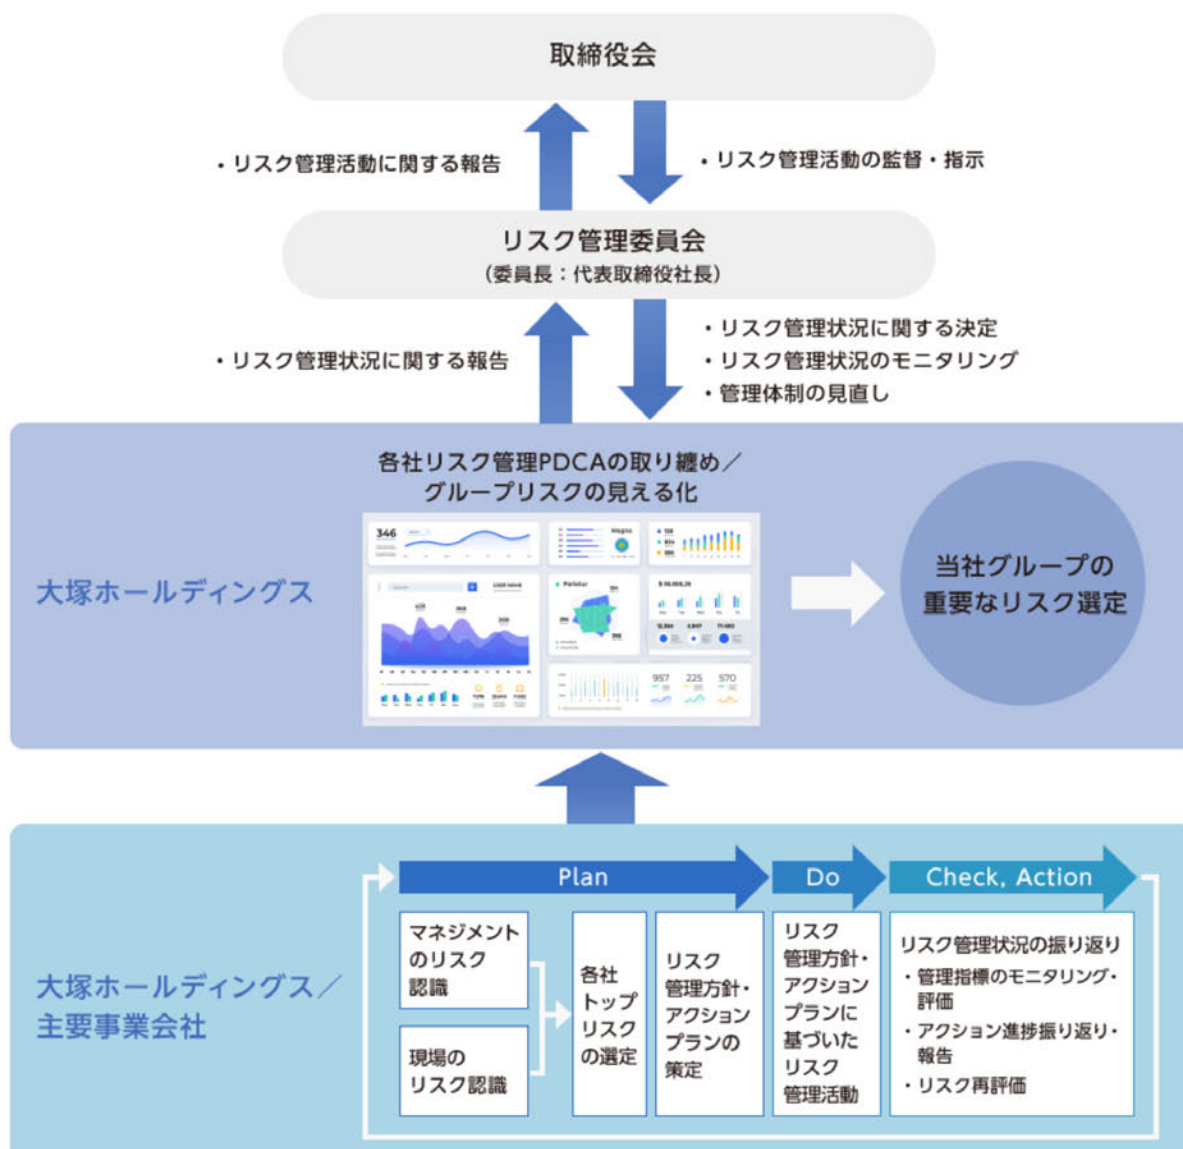 取締役会
・リスク管理活動に関する報告
・リスク管理活動の監督・指示
リスク管理委員会
（委員長：代表取締役社長）
・リスク管理状況に関する報告
・リスク管理状況に関する決定
・リスク管理状況のモニタリング
・管理体制の見直し
各社リスク管理PDCAの取り纏め／
グループリスクの見える化
大塚ホールディングス
346
$ 98.986,28
957
225
570
当社グループの
重要なリスク選定
Plan
Do
Check, Action
大塚ホールディングス／
主要事業会社
マネジメント
のリスク
認識
現場の
リスク認識
各社
トップ
リスク
の選定
リスク
管理方針・
アクション
プランの
策定
リスク
管理方針・
アクション
プランに
基づいた
リスク
管理活動
リスク管理状況の振り返り
・管理指標のモニタリング・
評価
・アクション進捗振り返り・
報告
・リスク再評価